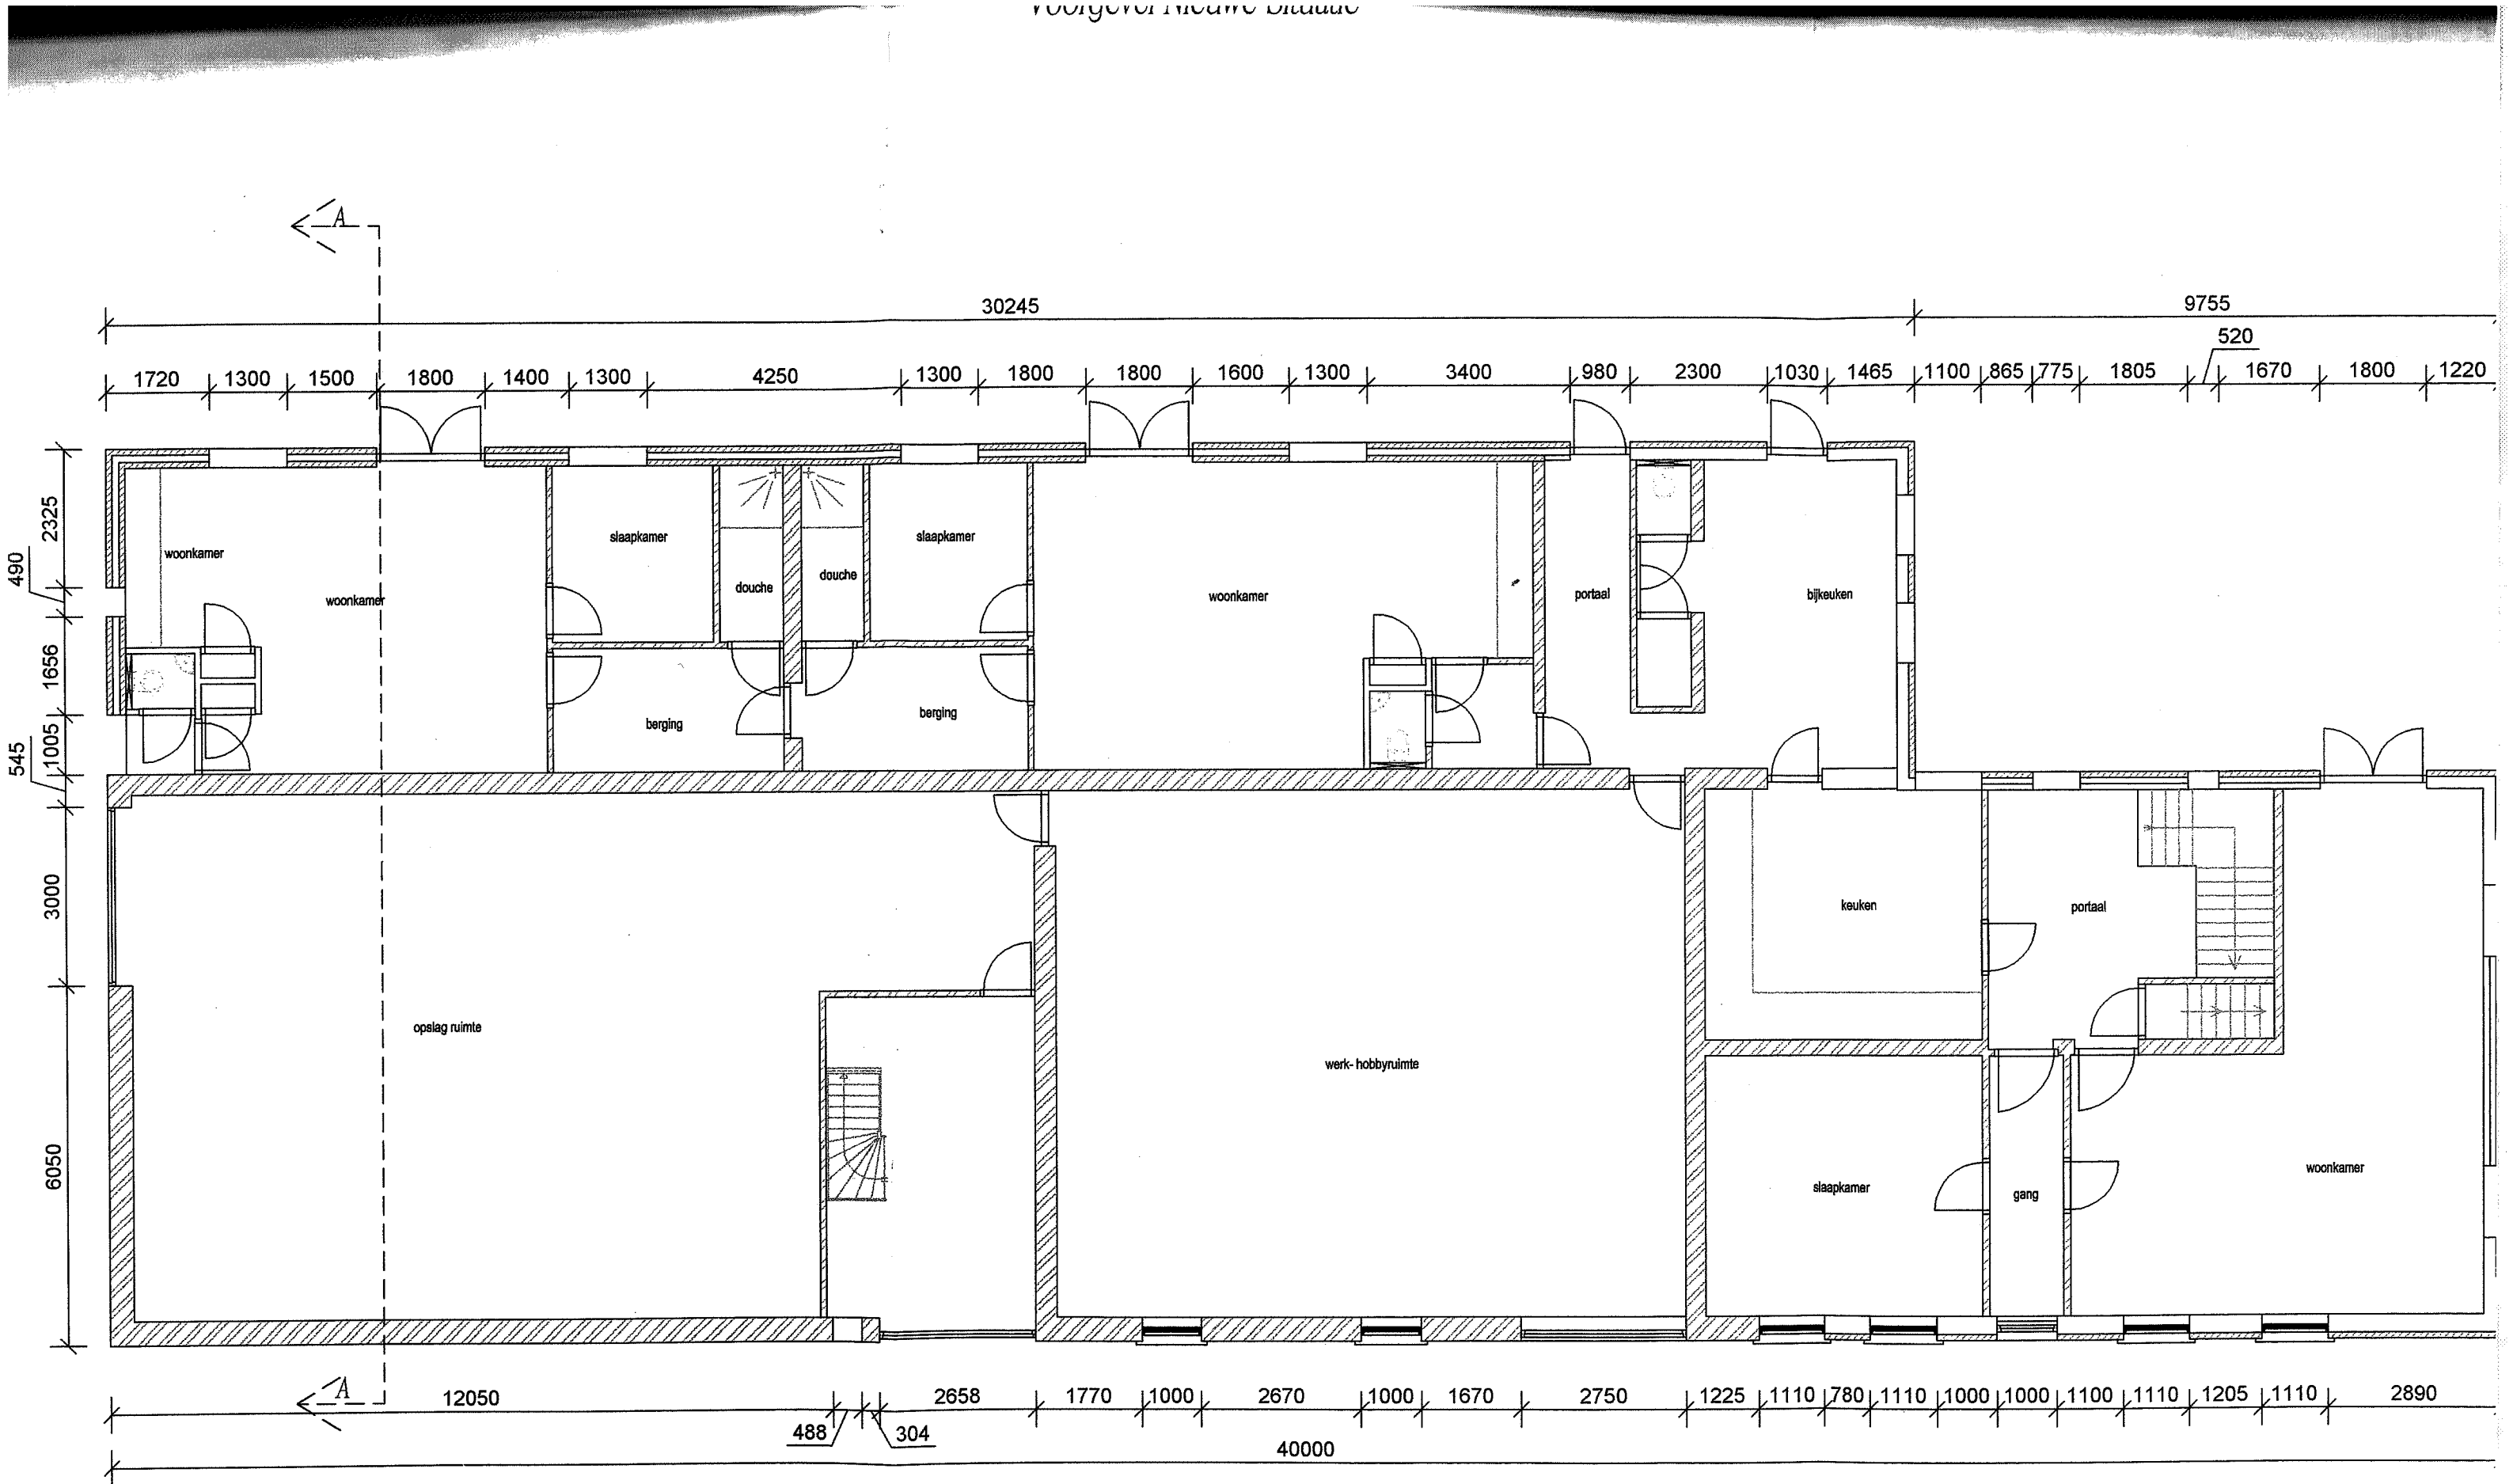 Voorgevel Nieuwe Situatie
A
30245 9755
520
1720 1300 1500 1800 1400 1300 4250 1300 1800 1800 1600 1300 3400 980 2300 1030 1465 1100 865 775 1805 1670 1800 1220
2325
490
1656
1005
545
3000
6050
woonkamer
woonkamer
slaapkamer
douche
douche
slaapkamer
woonkamer
portaal
bijkeuken
berging
berging
keuken
portaal
opslag ruimte
werk- hobbyruimte
slaapkamer
gang
woonkamer
A
12050 2658 1770 1000 2670 1000 1670 2750 1225 1110 780 1110 1000 1000 1100 1110 1205 1110 2890
488 304
40000